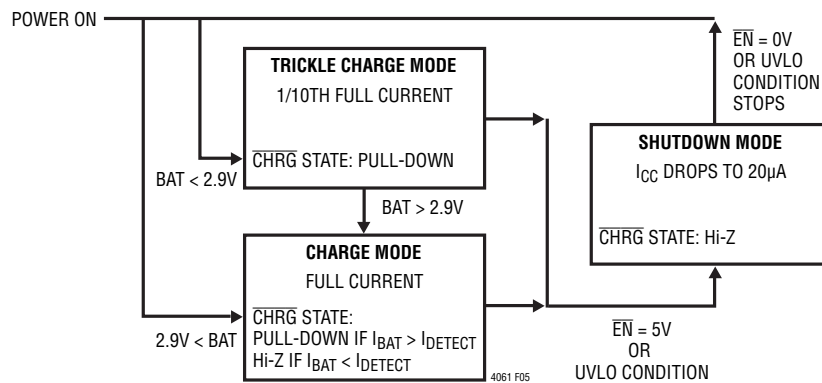 POWER ON
TRICKLE CHARGE MODE
1/10TH FULL CURRENT
CHRG STATE: PULL-DOWN
BAT < 2.9V
BAT > 2.9V
CHARGE MODE
FULL CURRENT
CHRG STATE:
PULL-DOWN IF IBAT > IDETECT
Hi-Z IF IBAT < IDETECT
2.9V < BAT
4061 F05
EN = 0V
OR UVLO
CONDITION
STOPS
SHUTDOWN MODE
ICC DROPS TO 20µA
CHRG STATE: Hi-Z
EN = 5V
OR
UVLO CONDITION